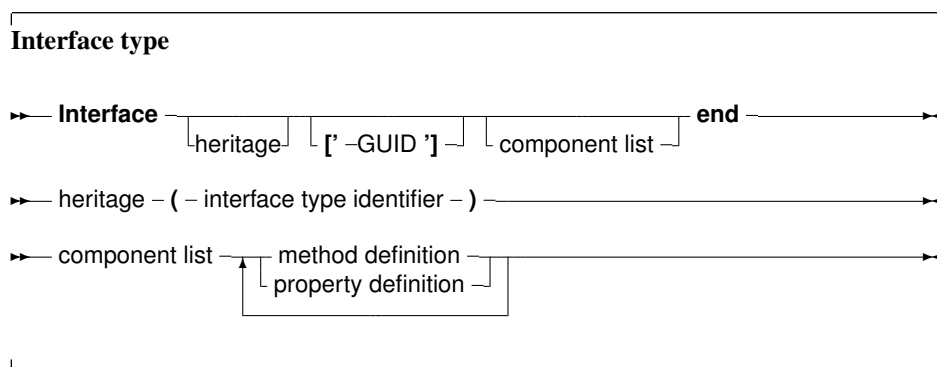 Interface type
Interface end
heritage [' GUID '] component list
heritage ( interface type identifier )
component list method definition
property definition